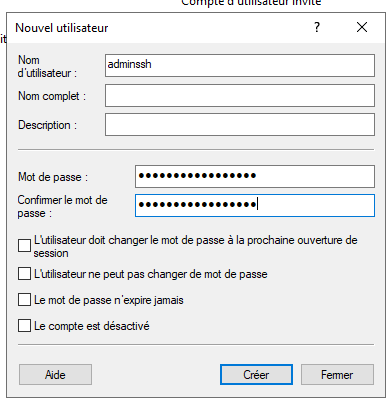 Compte d'utilisateur invité
it
Nouvel utilisateur
?
Nom
d'utilisateur :
adminssh
Nom complet :
Description :
Mot de passe :
•••••••••••••••••
Confirmer le mot de
passe :
•••••••••••••••••
L'utilisateur doit changer le mot de passe à la prochaine ouverture de
session
L'utilisateur ne peut pas changer de mot de passe
Le mot de passe n'expire jamais
Le compte est désactivé
Aide
Créer
Fermer